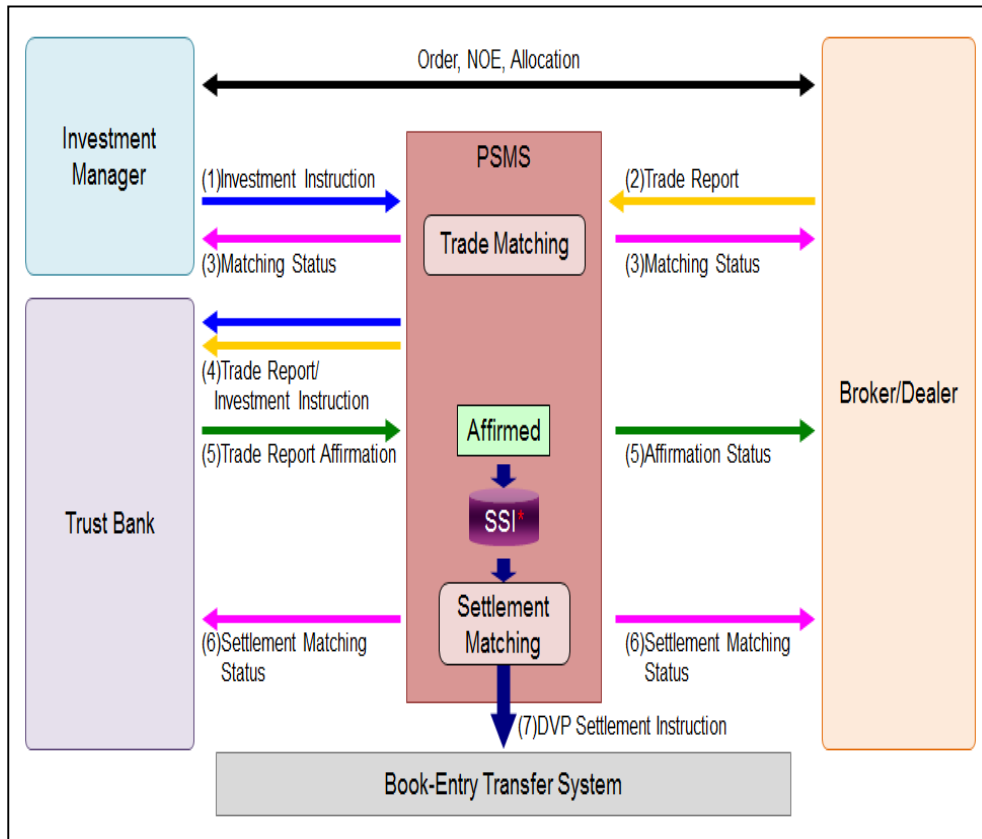 Order, NOE, Allocation
Investment
Manager
PSMS
(1)Investment Instruction
(2)Trade Report
Trade Matching
(3)Matching Status
(3)Matching Status
(4)Trade Report/
Investment Instruction
Broker/Dealer
Affirmed
(5)Trade Report Affirmation
(5)Affirmation Status
Trust Bank
SSI*
Settlement
Matching
(6)Settlement Matching
Status
(6)Settlement Matching
Status
(7)DVP Settlement Instruction
Book-Entry Transfer System